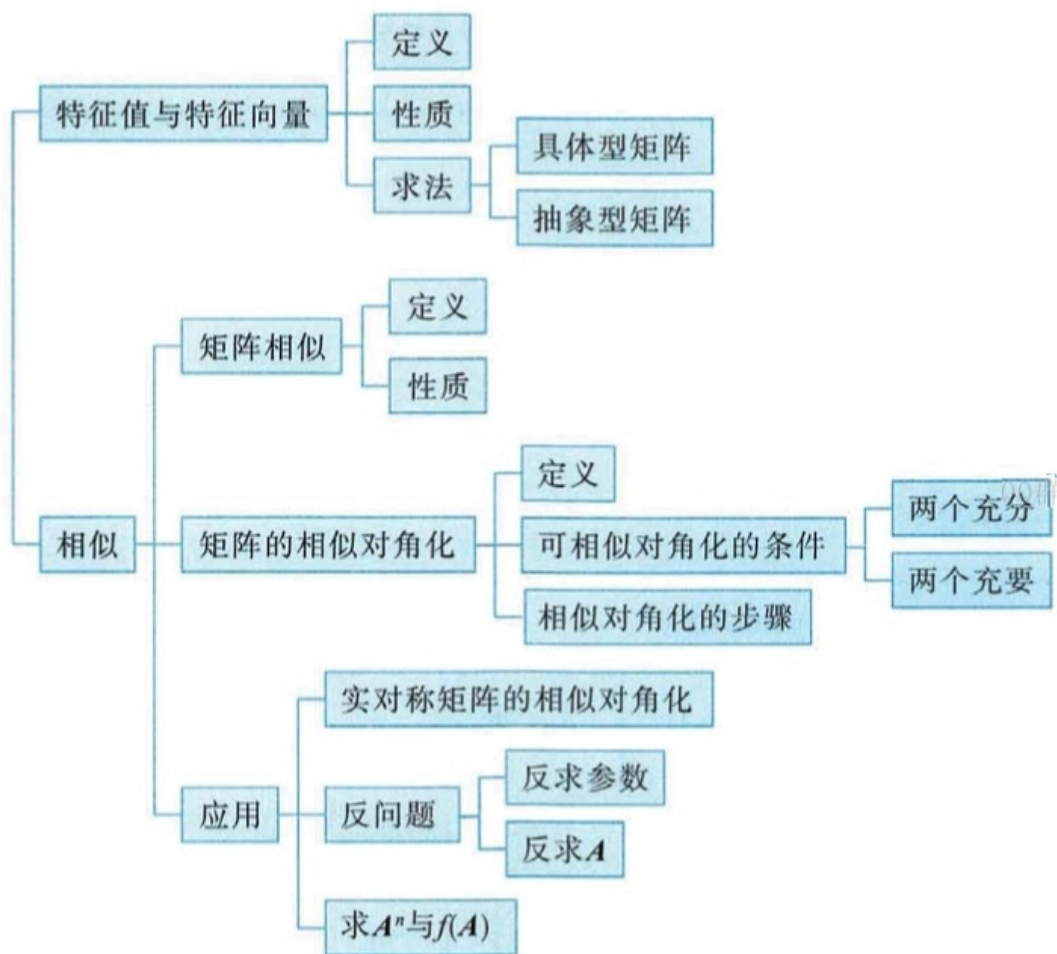 定义
特征值与特征向量
性质
求法
具体型矩阵
抽象型矩阵
矩阵相似
定义
性质
相似
矩阵的相似对角化
定义
可相似对角化的条件
两个充分
两个充要
相似对角化的步骤
应用
实对称矩阵的相似对角化
反问题
反求参数
反求A
求Aⁿ与f(A)